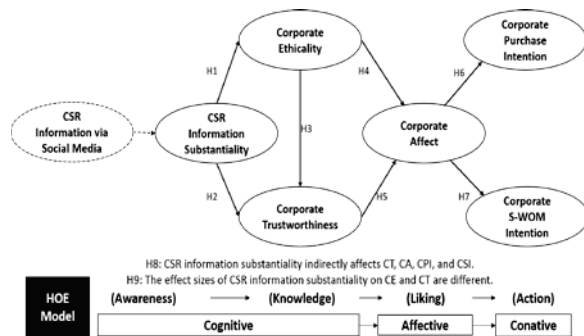 Corporate
Ethicality
Corporate
Purchase
Intention
H1
H4
H6
CSR
Information via
Social Media
CSR
Information
Substantiality
H3
Corporate
Affect
H2
H5
H7
Corporate
Trustworthiness
Corporate
S-WOM
Intention
H8: CSR information substantiality indirectly affects CT, CA, CPI, and CSI.
H9: The effect sizes of CSR information substantiality on CE and CT are different.
HOE
Model
(Awareness) (Knowledge) (Liking) (Action)
Cognitive Affective Conative